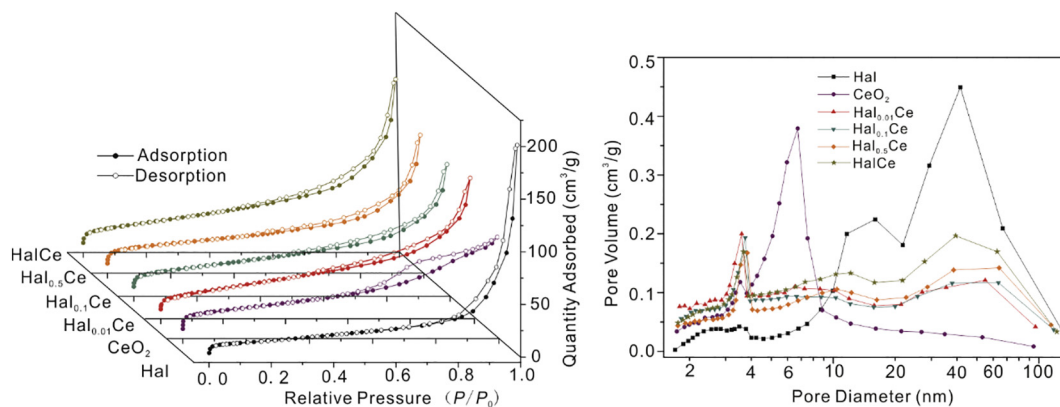 Adsorption
Desorption
HalCe
Hal0.5Ce
Hal0.1Ce
Hal0.01Ce
CeO2
Hal
0.0
0.2
0.4
0.6
0.8
1.0
Relative Pressure (P/P0)
0
50
100
150
200
Quantity Adsorbed (cm3/g)
0.5
0.4
0.3
0.2
0.1
0.0
Pore Volume (cm3/g)
Hal
CeO2
Hal0.01Ce
Hal0.1Ce
Hal0.5Ce
HalCe
2
4
6
8
10
20
40
60
100
Pore Diameter (nm)